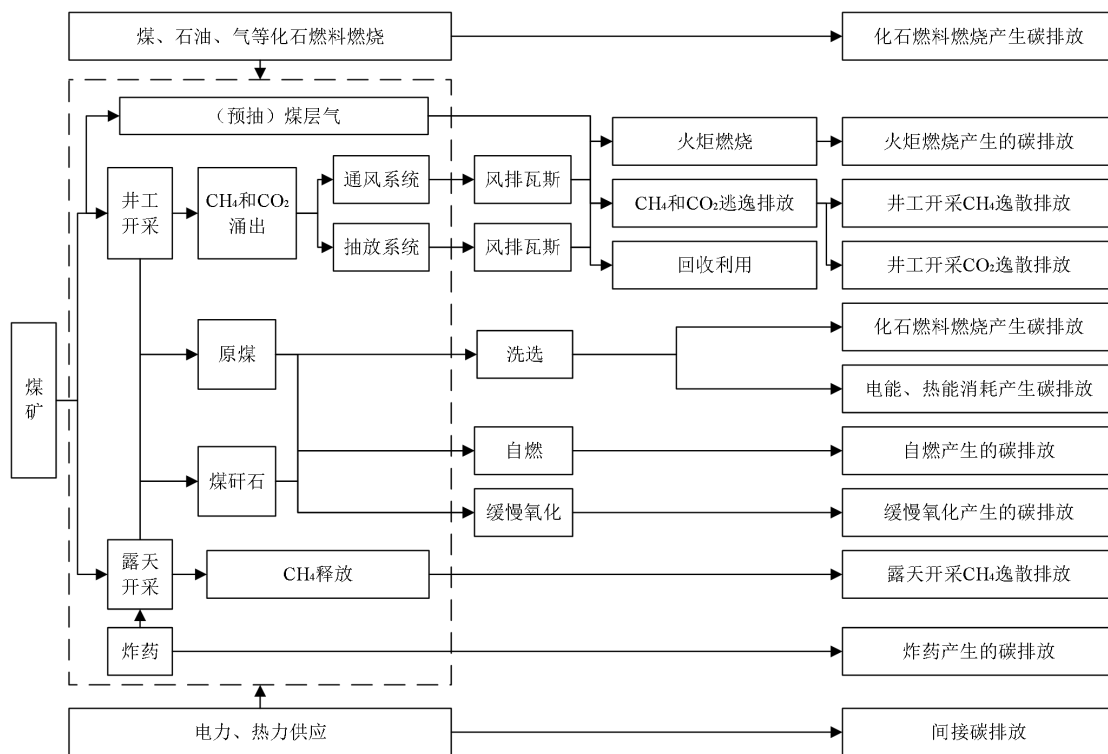 煤、石油、气等化石燃料燃烧
化石燃料燃烧产生碳排放
（预抽）煤层气
火炬燃烧
火炬燃烧产生的碳排放
井工
开采
CH₄和CO₂
涌出
通风系统
风排瓦斯
CH₄和CO₂逃逸排放
井工开采CH₄逸散排放
抽放系统
风排瓦斯
回收利用
井工开采CO₂逸散排放
煤
矿
原煤
洗选
化石燃料燃烧产生碳排放
电能、热能消耗产生碳排放
煤矸石
自燃
自燃产生的碳排放
缓慢氧化
缓慢氧化产生的碳排放
露天
开采
CH₄释放
露天开采CH₄逸散排放
炸药
炸药产生的碳排放
电力、热力供应
间接碳排放